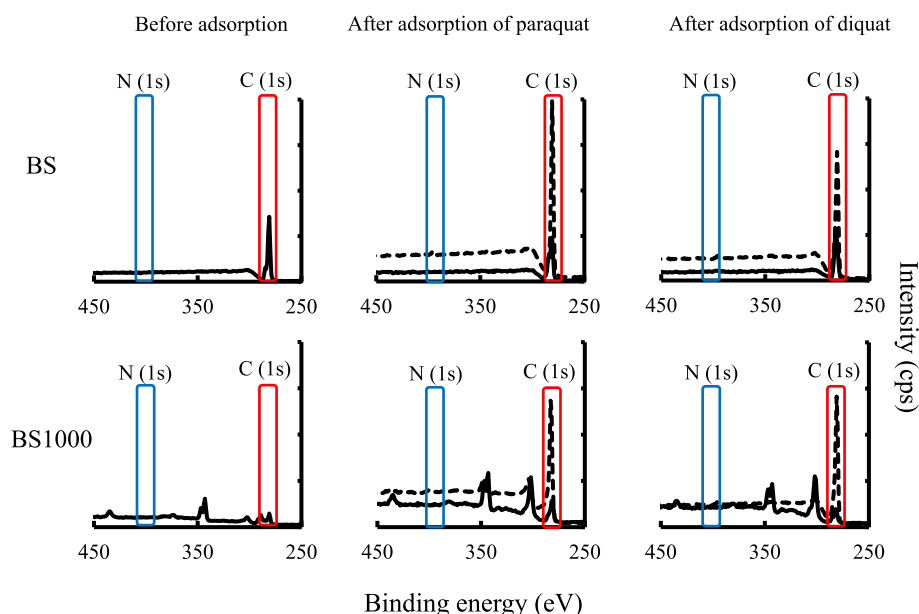 Before adsorption
After adsorption of paraquat
After adsorption of diquat
N (1s)
C (1s)
N (1s)
C (1s)
N (1s)
C (1s)
BS
450
350
250
450
350
250
450
350
250
Intensity (cps)
N (1s)
C (1s)
N (1s)
C (1s)
N (1s)
C (1s)
BS1000
450
350
250
450
350
250
450
350
250
Binding energy (eV)